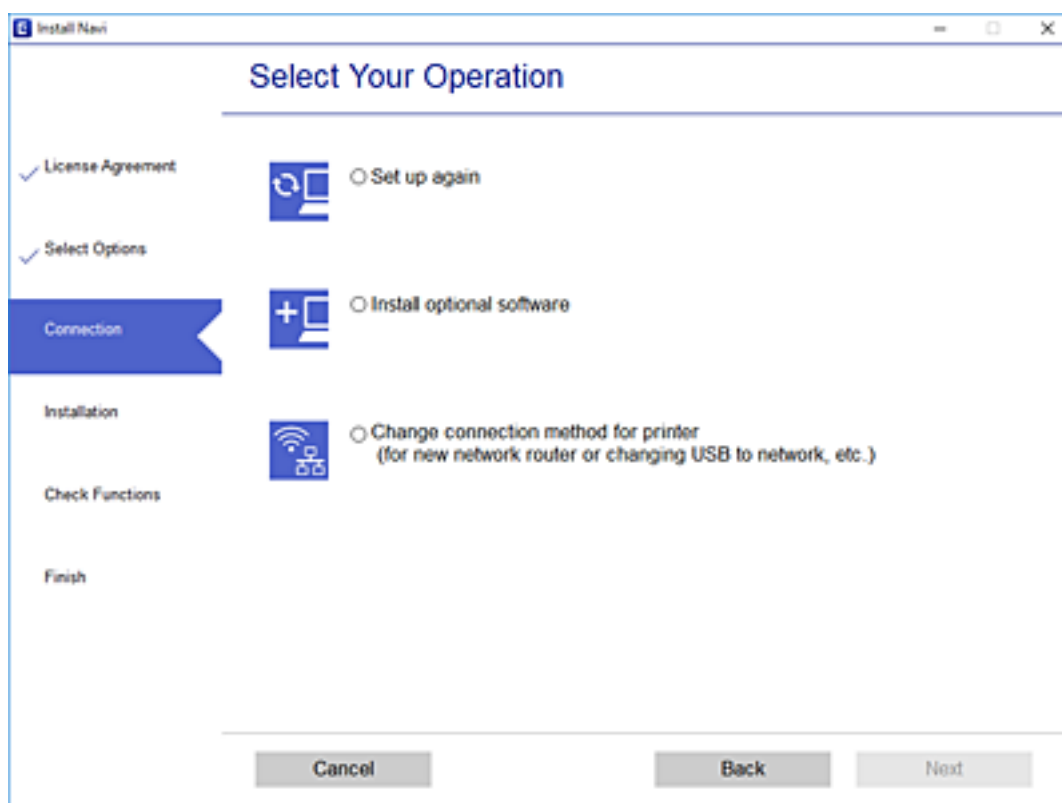 Install Navi
Select Your Operation
License Agreement
Select Options
Connection
Installation
Check Functions
Finish
Set up again
Install optional software
Change connection method for printer
(for new network router or changing USB to network, etc.)
Cancel
Back
Next